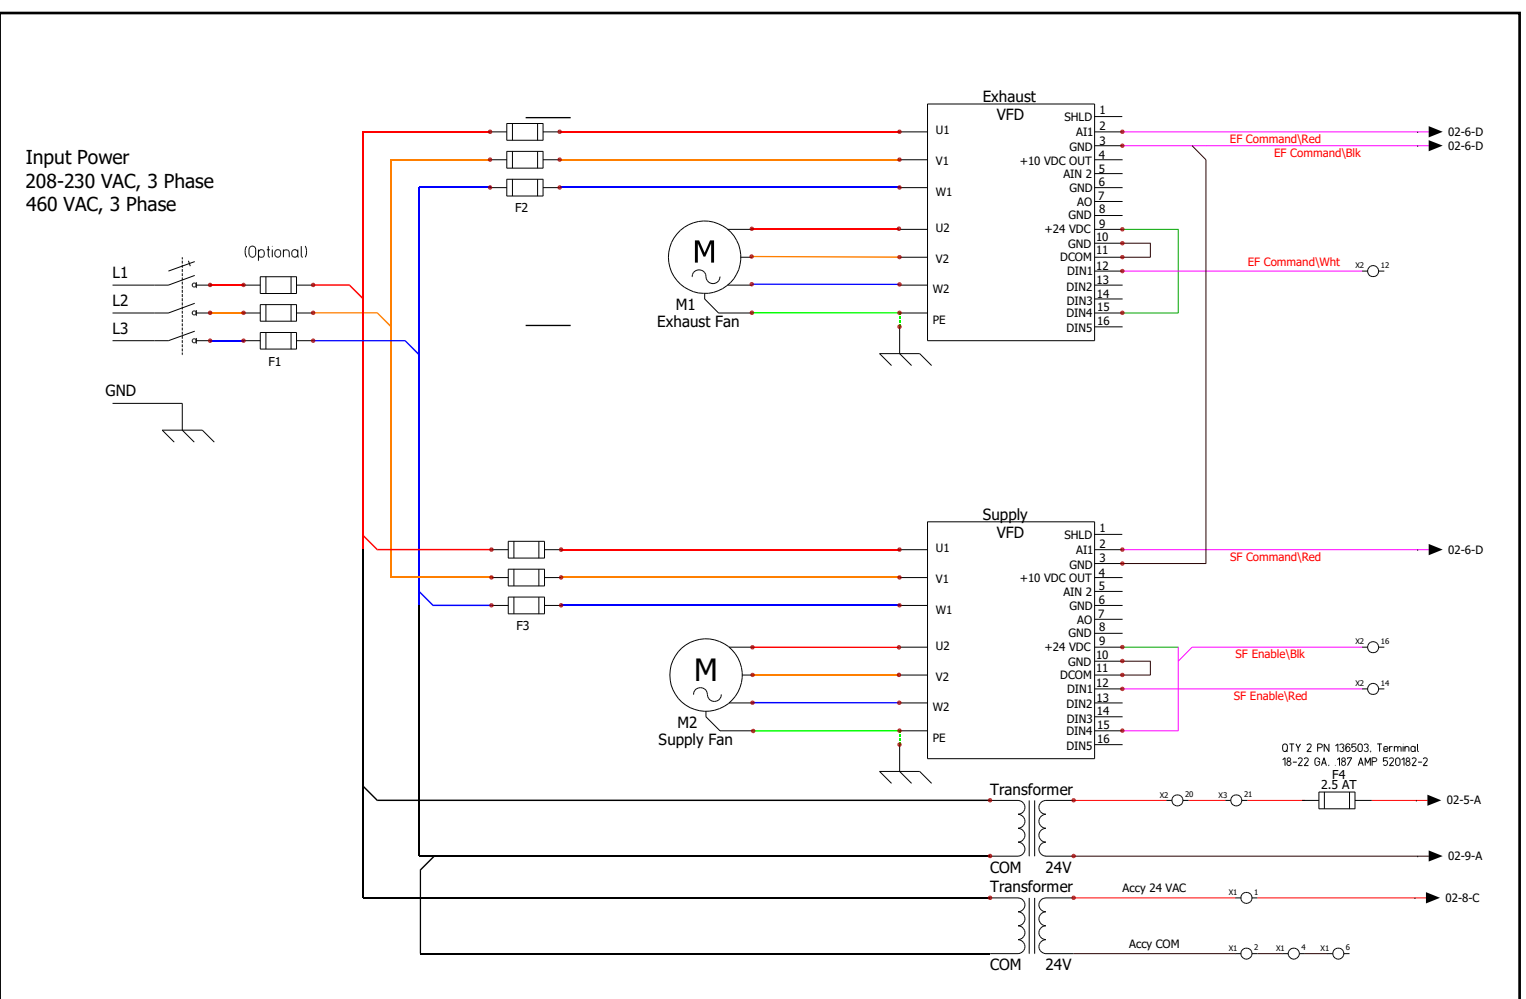 Input Power
208-230 VAC, 3 Phase
460 VAC, 3 Phase
(Optional)
L1
L2
L3
F1
GND
F2
M
M1
Exhaust Fan
Exhaust
VFD
U1
V1
W1
U2
V2
W2
PE
SHLD 1
AI1 2
GND 3
+10 VDC OUT 4
AIN 2 5
GND 6
AO 7
GND 8
+24 VDC 9
GND 10
DCOM 11
DIN1 12
DIN2 13
DIN3 14
DIN4 15
DIN5 16
EF Command\Red
02-6-D
EF Command\Blk
02-6-D
EF Command\Wht
X2 12
F3
M
M2
Supply Fan
Supply
VFD
U1
V1
W1
U2
V2
W2
PE
SHLD 1
AI1 2
GND 3
+10 VDC OUT 4
AIN 2 5
GND 6
AO 7
GND 8
+24 VDC 9
GND 10
DCOM 11
DIN1 12
DIN2 13
DIN3 14
DIN4 15
DIN5 16
SF Command\Red
02-6-D
SF Enable\Blk
X2 16
SF Enable\Red
X2 14
QTY 2 PN 136503, Terminal
18-22 GA. .187 AMP 520182-2
F4
2.5 AT
Transformer
X2 20
X3 21
02-5-A
COM 24V
02-9-A
Transformer
Accy 24 VAC
X1 1
02-8-C
Accy COM
X1 2
X1 4
X1 6
COM 24V